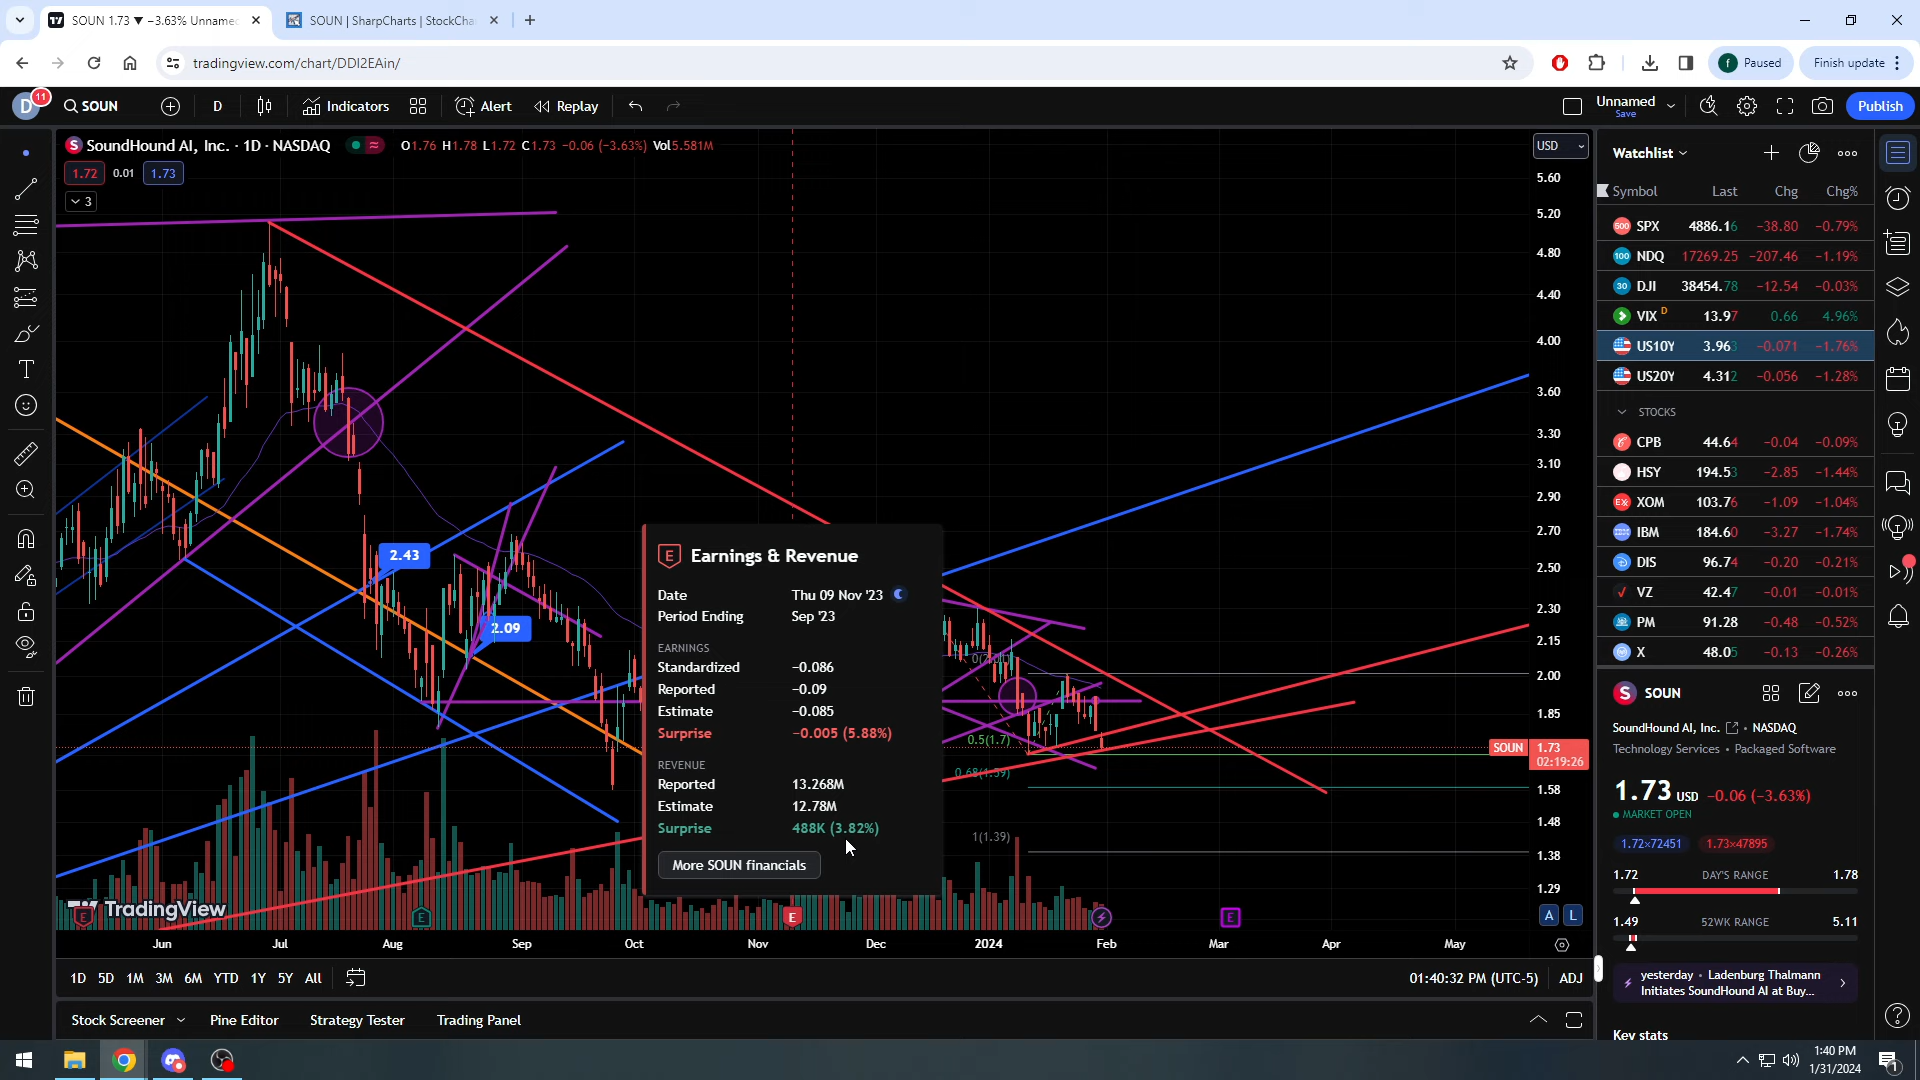 SOUN 1.73 ▼ −3.63% Unname
SOUN | SharpCharts | StockCha
tradingview.com/chart/DDI2EAin/
Paused
Finish update
D
11
SOUN
D
Indicators
Alert
Replay
Unnamed
Save
Publish
SoundHound AI, Inc. · 1D · NASDAQ
O1.76 H1.78 L1.72 C1.73 −0.06 (−3.63%) Vol5.581M
1.72
0.01
1.73
3
USD
5.60
5.20
4.80
4.40
4.00
3.60
3.30
3.10
2.90
2.70
2.50
2.30
2.15
2.00
1.85
SOUN
1.73
02:19:26
1.58
1.48
1.38
1.29
A L
2.43
2.09
0.5(1.7)
1(1.39)
Earnings & Revenue
Date Thu 09 Nov '23
Period Ending Sep '23
EARNINGS
Standardized −0.086
Reported −0.09
Estimate −0.085
Surprise −0.005 (5.88%)
REVENUE
Reported 13.268M
Estimate 12.78M
Surprise 488K (3.82%)
More SOUN financials
TradingView
E
E
E
E
Jun Jul Aug Sep Oct Nov Dec 2024 Feb Mar Apr May
1D 5D 1M 3M 6M YTD 1Y 5Y All
01:40:32 PM (UTC-5)
ADJ
Stock Screener
Pine Editor
Strategy Tester
Trading Panel
Watchlist
Symbol Last Chg Chg%
SPX 4886.16 −38.80 −0.79%
NDQ 17269.25 −207.46 −1.19%
DJI 38454.78 −12.54 −0.03%
VIX D 13.97 0.66 4.96%
US10Y 3.963 −0.071 −1.76%
US20Y 4.312 −0.056 −1.28%
STOCKS
CPB 44.64 −0.04 −0.09%
HSY 194.53 −2.85 −1.44%
XOM 103.76 −1.09 −1.04%
IBM 184.60 −3.27 −1.74%
DIS 96.74 −0.20 −0.21%
VZ 42.47 −0.01 −0.01%
PM 91.28 −0.48 −0.52%
X 48.05 −0.13 −0.26%
SOUN
SoundHound AI, Inc. • NASDAQ
Technology Services • Packaged Software
1.73 USD −0.06 (−3.63%)
MARKET OPEN
1.72×72451
1.73×47895
1.72 DAY'S RANGE 1.78
1.49 52WK RANGE 5.11
yesterday • Ladenburg Thalmann
Initiates SoundHound AI at Buy...
Key stats
1:40 PM
1/31/2024
1